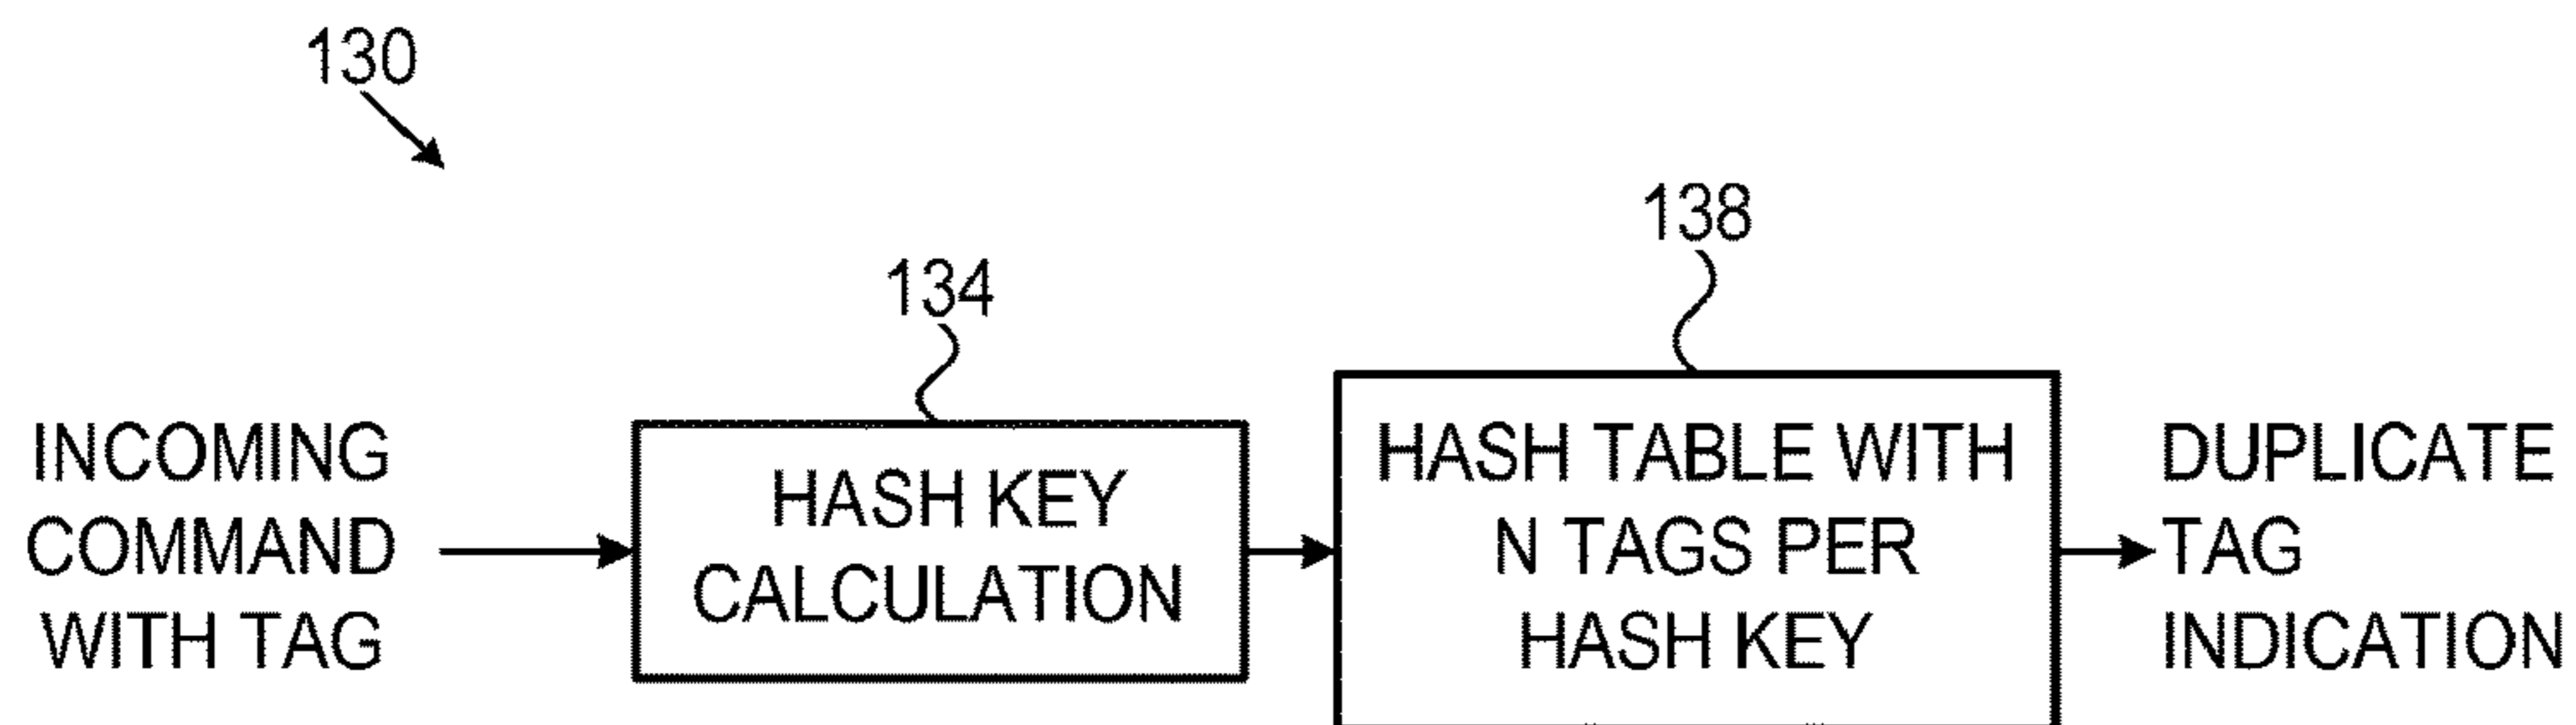 130
138
134
INCOMING
COMMAND
WITH TAG
HASH KEY
CALCULATION
HASH TABLE WITH
N TAGS PER
HASH KEY
DUPLICATE
TAG
INDICATION